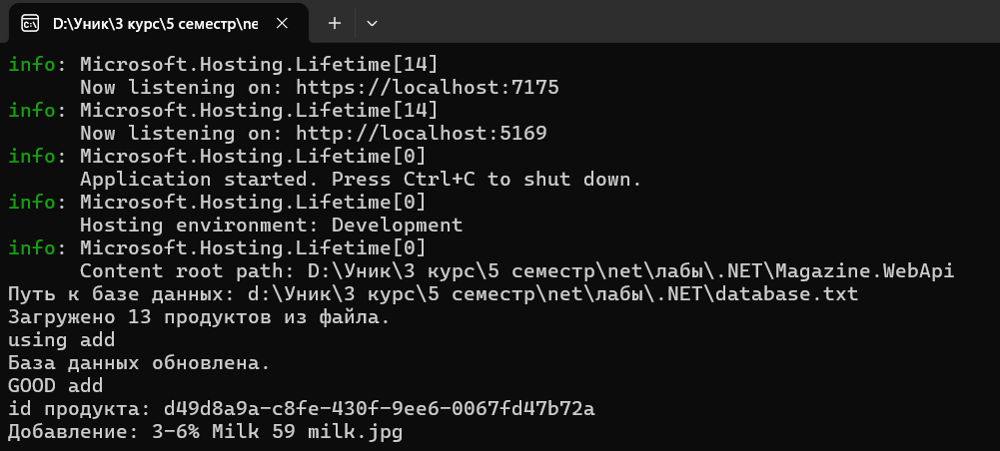 D:\Уник\3 курс\5 семестр\ne
info: Microsoft.Hosting.Lifetime[14]
Now listening on: https://localhost:7175
info: Microsoft.Hosting.Lifetime[14]
Now listening on: http://localhost:5169
info: Microsoft.Hosting.Lifetime[0]
Application started. Press Ctrl+C to shut down.
info: Microsoft.Hosting.Lifetime[0]
Hosting environment: Development
info: Microsoft.Hosting.Lifetime[0]
Content root path: D:\Уник\3 курс\5 семестр\net\лабы\.NET\Magazine.WebApi
Путь к базе данных: d:\Уник\3 курс\5 семестр\net\лабы\.NET\database.txt
Загружено 13 продуктов из файла.
using add
База данных обновлена.
GOOD add
id продукта: d49d8a9a-c8fe-430f-9ee6-0067fd47b72a
Добавление: 3-6% Milk 59 milk.jpg